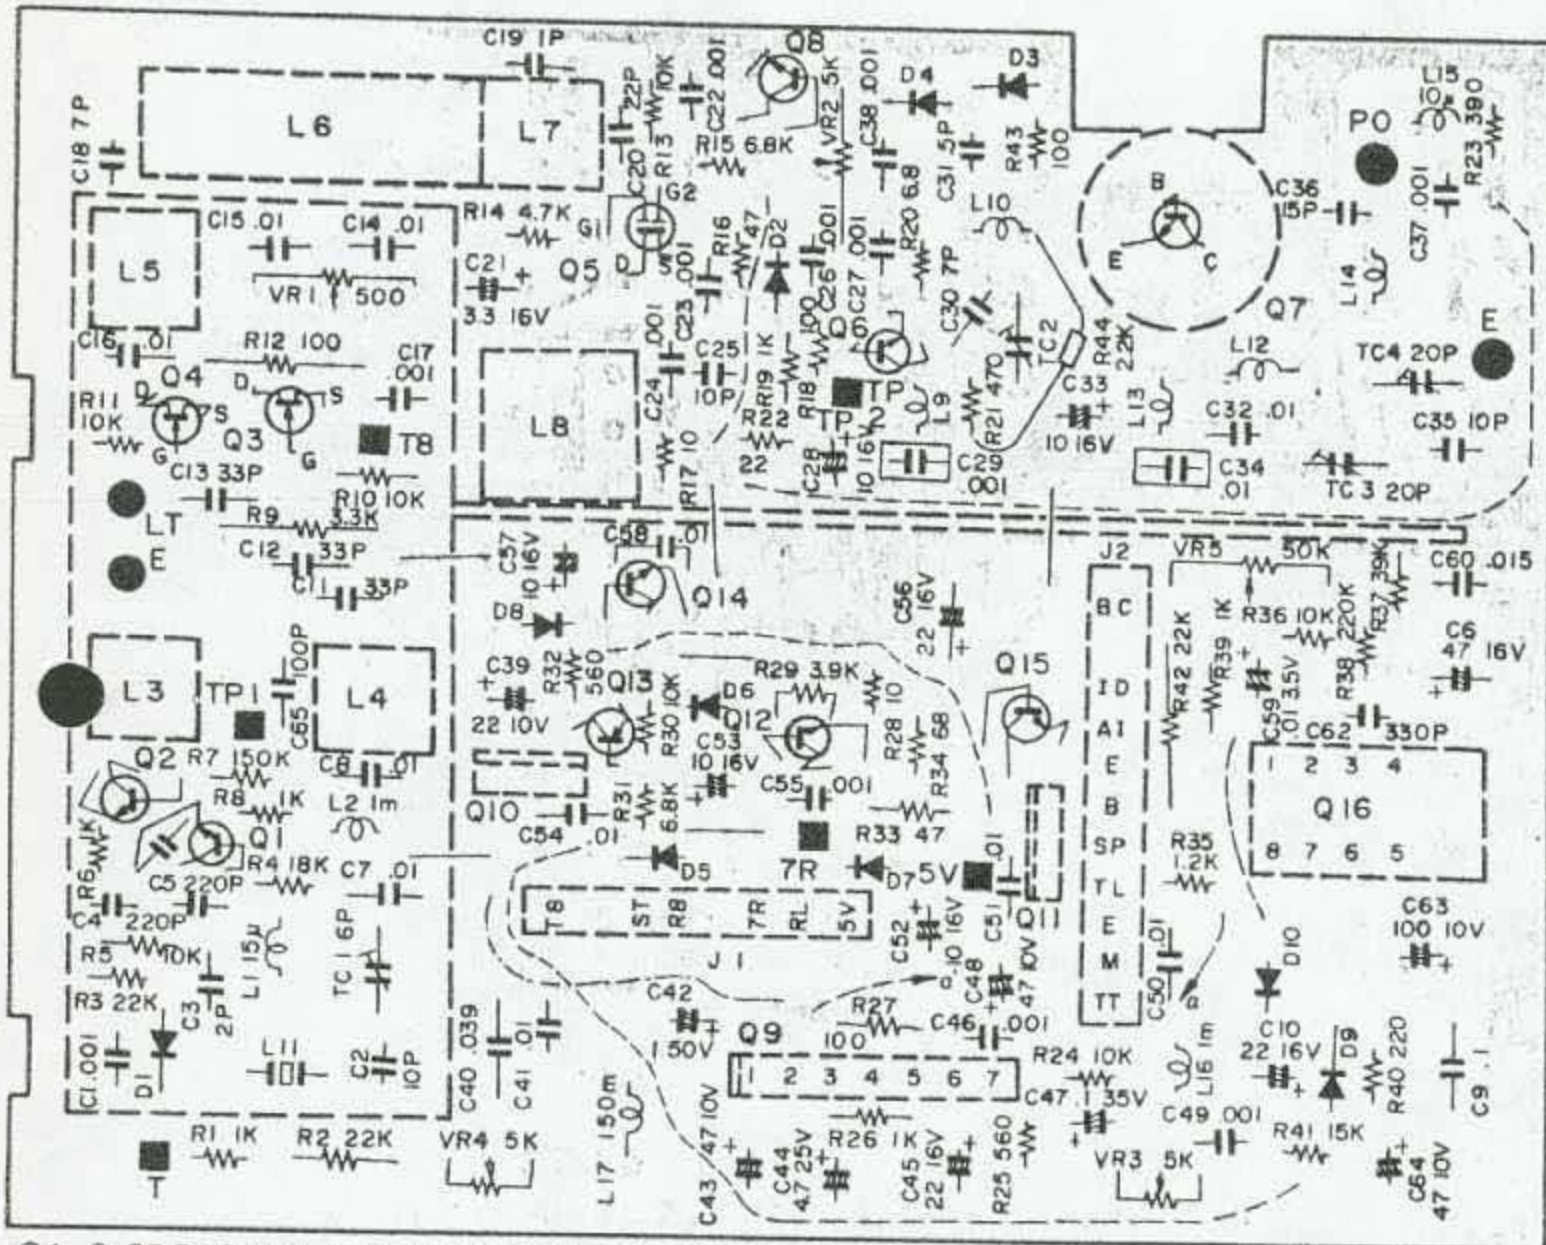 C19 1P
C18 7P
L6
L7
22P
C20
R13
10K
C22 .001
Q8
R15 6.8K
VR2 5K
C38 .001
D4
D3
C31 .5P
R43
100
PO
L15
R23 390
C37 .001
C36
15P
B
E
C
Q7
L10
R20 6.8
L14
E
L5
C15 .01
C14 .01
VR1
500
R14 4.7K
G1
G2
D
S
Q5
C21 +
3.3 16V
C23 .001
R16
47
D2
C26 .001
C27 .001
C30 7P
Q6
TC2
R44
22K
C16 .01
R12 100
C17
.001
D
Q4
S
D
S
R11
10K
Q3
G
G
T8
L8
C24 .001
C25
10P
R19 1K
R18
100
TP
TP 2
L9
R21 470
C33 +
10 16V
L13
L12
TC4 20P
C32 .01
C35 10P
C13 33P
R10 10K
R17 10
R22
22
C28 +
10 16V
C29
.001
C34
.01
TC3 20P
LT
R9
3.3K
E
C12
33P
C11
33P
C57
10 16V
C58 .01
Q14
D8
C56
22 16V
+
J2
BC
ID
AI
E
B
SP
TL
E
M
TT
VR5
50K
R36 10K
220K
R37 39K
C60 .015
C6
47 16V
+
R39 1K
R42 22K
R38
C59
.01 35V
C62
330P
L3
TP1
100P
C65
L4
C39
+
22 10V
R32
560
Q13
R30 10K
D6
R29 3.9K
Q12
10
R28
68
R34
Q15
C53
10 16V
C55 .001
Q2
R7 150K
R8 1K
C8 .01
L2 1m
Q10
C54 .01
R31
6.8K
1 2 3 4
Q16
8 7 6 5
R6 1K
Q1
R4 18K
C5 220P
C7 .01
C4
220P
D5
7R
R33 47
D7
5V
.01
C51
Q11
R35
1.2K
T8 ST R8 7R RL 5V
J1
C52
+
10 16V
C48
47 10V
+
R5
10K
R3 22K
C3
2P
L1 15μ
TC1 6P
C50 .01
a
a
D10
C63
100 10V
+
C1 .001
D1
L11
C2
10P
C40 .039
C41 .01
C42
+
1 50V
Q9
R27
100
C46 .001
1 2 3 4 5 6 7
R24 10K
C47 .1 35V
+
L16 1m
C10
22 16V
+
D9
R40 220
C9 .1
C49 .001
R41 15K
T
R1 1K
R2 22K
VR4 5K
L17 150m
C43 47 10V
+
C44
4.7 25V
+
R26 1K
C45
22 16V
+
R25 560
VR3 5K
C64
47 10V
+